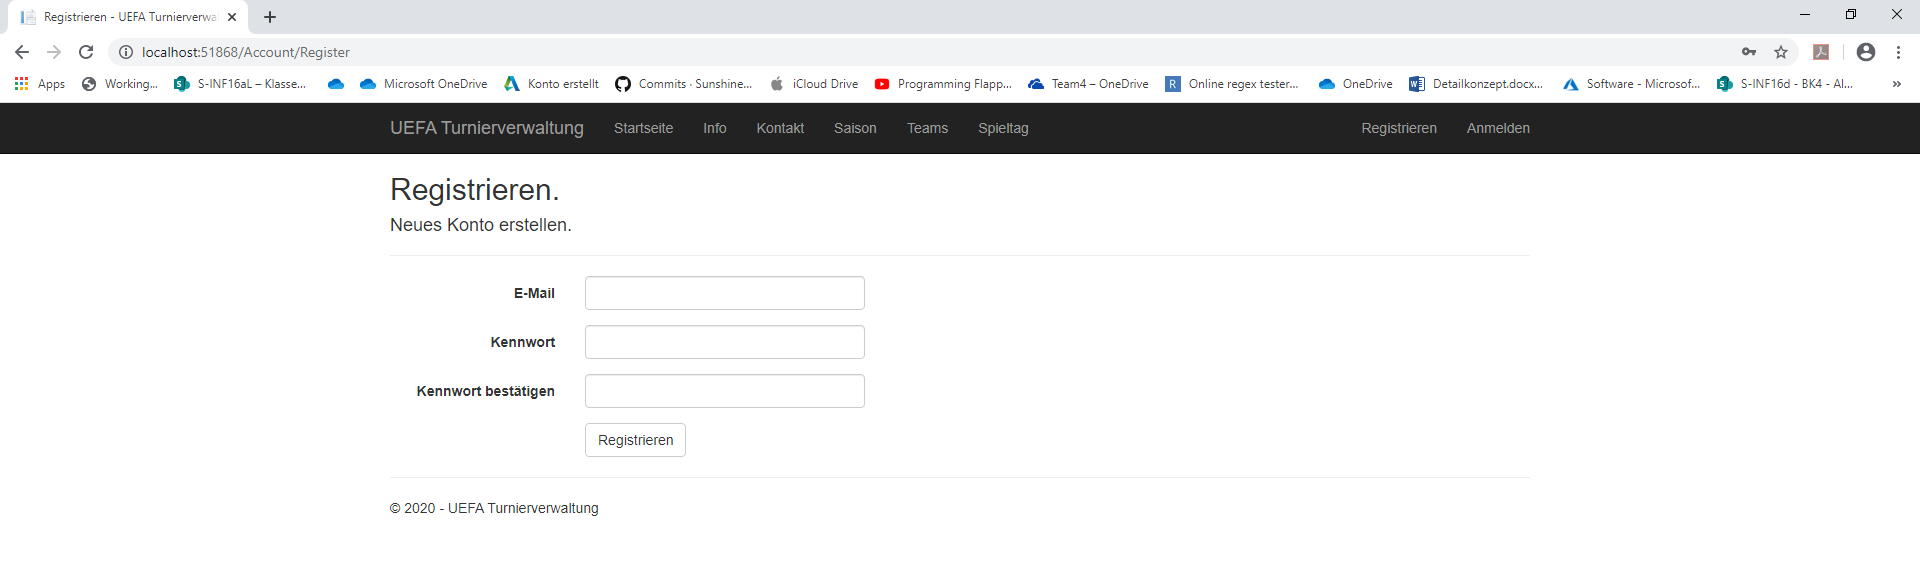 Registrieren - UEFA Turnierverwa
localhost:51868/Account/Register
Apps Working... S-INF16aL – Klasse... Microsoft OneDrive Konto erstellt Commits · Sunshine... iCloud Drive Programming Flapp... Team4 – OneDrive R Online regex tester... OneDrive Detailkonzept.docx... Software - Microsof... S-INF16d - BK4 - Al... »
UEFA Turnierverwaltung Startseite Info Kontakt Saison Teams Spieltag Registrieren Anmelden
Registrieren.
Neues Konto erstellen.
E-Mail
Kennwort
Kennwort bestätigen
Registrieren
© 2020 - UEFA Turnierverwaltung